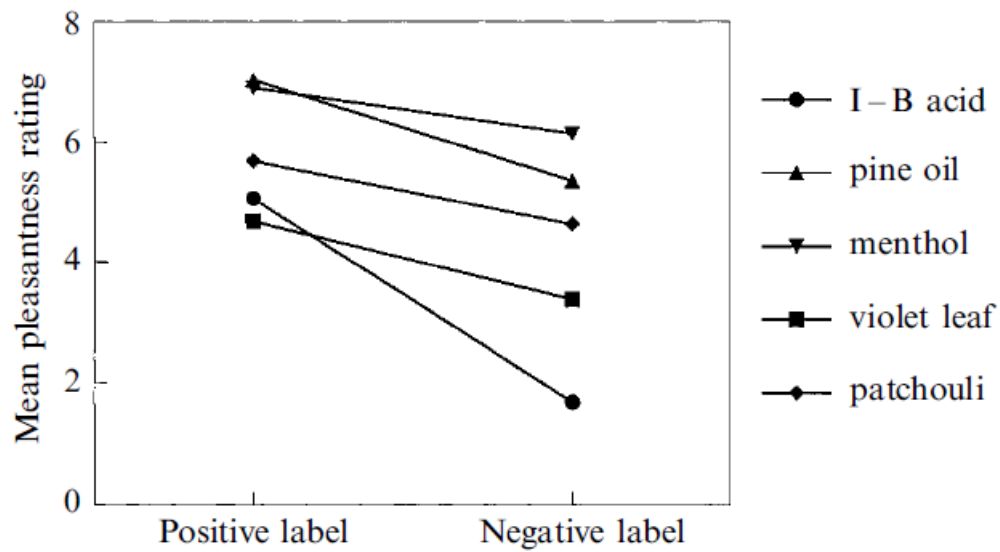 Mean pleasantness rating
8
6
4
2
0
Positive label
Negative label
I–B acid
pine oil
menthol
violet leaf
patchouli